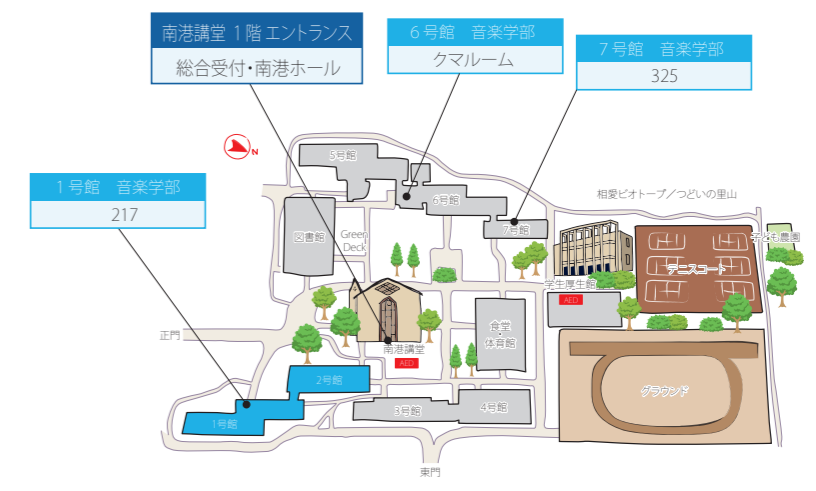 南港講堂 1階 エントランス
総合受付・南港ホール
6号館 音楽学部
クマルーム
7号館 音楽学部
325
1号館 音楽学部
217
N
5号館
6号館
7号館
相愛ビオトープ／つどいの里山
図書館
Green
Deck
子ども農園
テニスコート
学生厚生館
AED
正門
南港講堂
AED
食堂
・
体育館
2号館
1号館
3号館
4号館
グラウンド
東門